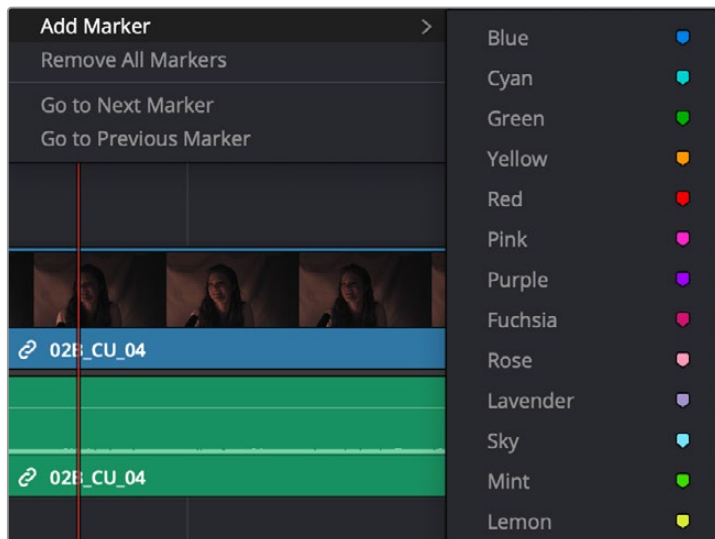 Add Marker
Remove All Markers
Go to Next Marker
Go to Previous Marker
Blue
Cyan
Green
Yellow
Red
Pink
Purple
Fuchsia
Rose
Lavender
Sky
Mint
Lemon
02B_CU_04
02B_CU_04